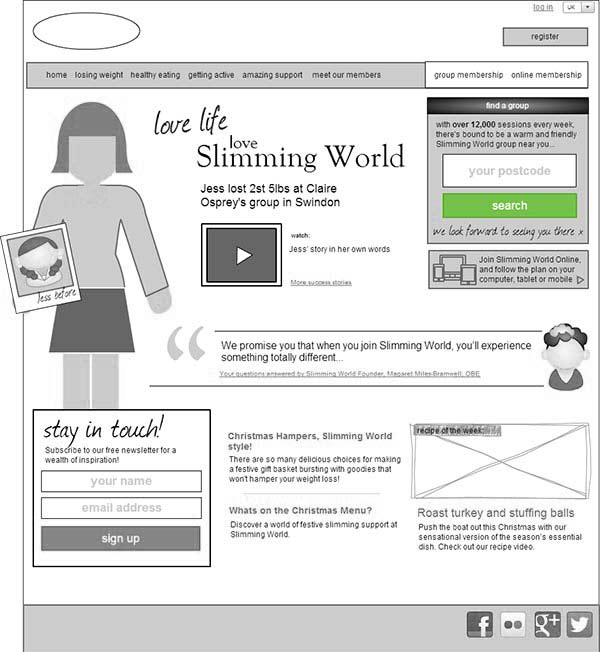 log in UK
register
home losing weight healthy eating getting active amazing support meet our members group membership online membership
love life
love
Slimming World
Jess lost 2st 5lbs at Claire
Osprey's group in Swindon
watch:
Jess' story in her own words
More success stories
Jess before
find a group
with over 12,000 sessions every week,
there's bound to be a warm and friendly
Slimming World group near you...
your postcode
search
we look forward to seeing you there x
Join Slimming World Online,
and follow the plan on your
computer, tablet or mobile
We promise you that when you join Slimming World, you'll experience
something totally different...
Your questions answered by Slimming World Founder, Magaret Miles-Bramwell, OBE
stay in touch!
Subscribe to our free newsletter for a
wealth of inspiration!
your name
email address
sign up
Christmas Hampers, Slimming World
style!
There are so many delicious choices for making
a festive gift basket bursting with goodies that
won't hamper your weight loss!
Whats on the Christmas Menu?
Discover a world of festive slimming support at
Slimming World.
recipe of the week:
Roast turkey and stuffing balls
Push the boat out this Christmas with our
sensational version of the season's essential
dish. Check out our recipe video.
f g+